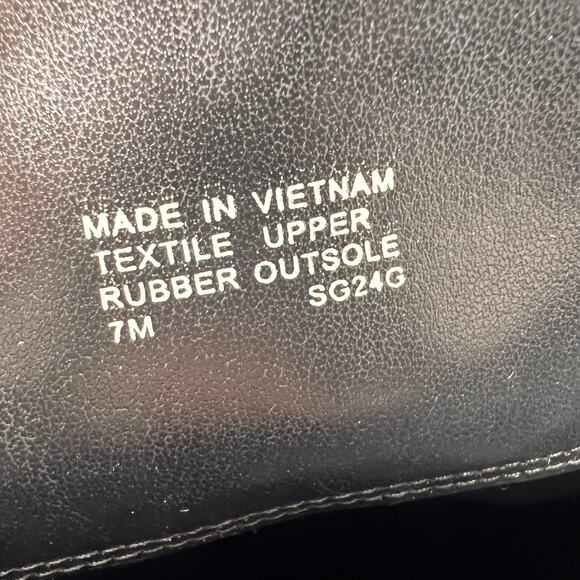 MADE IN VIETNAM
TEXTILE UPPER
RUBBER OUTSOLE
7M SG24G